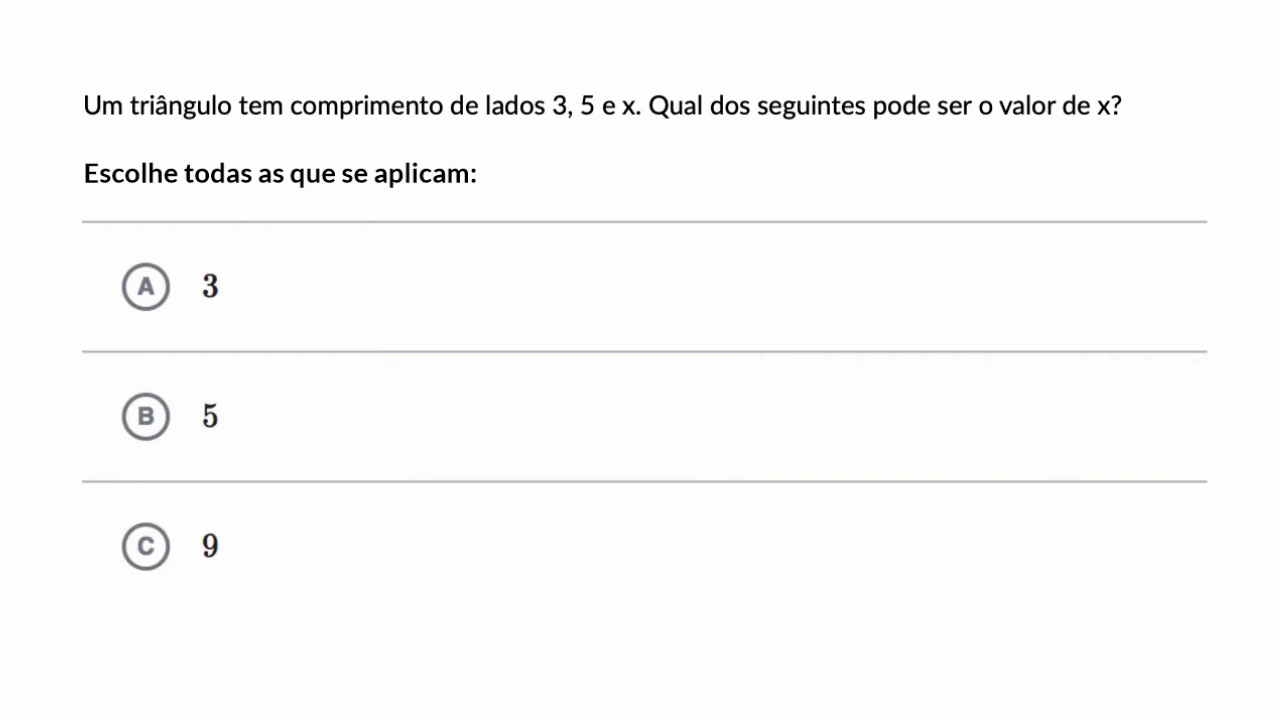 Um triângulo tem comprimento de lados 3, 5 e x. Qual dos seguintes pode ser o valor de x?
Escolhe todas as que se aplicam:
A 3
B 5
C 9